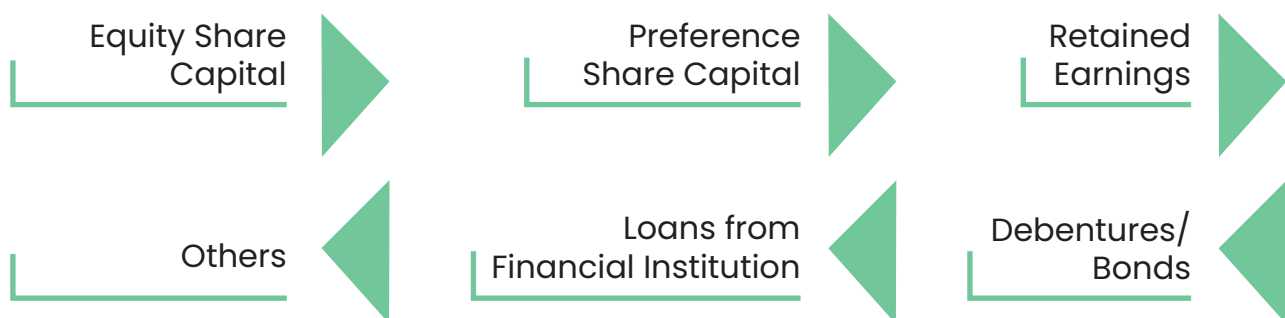 Equity Share
Capital
Preference
Share Capital
Retained
Earnings
Debentures/
Bonds
Loans from
Financial Institution
Others